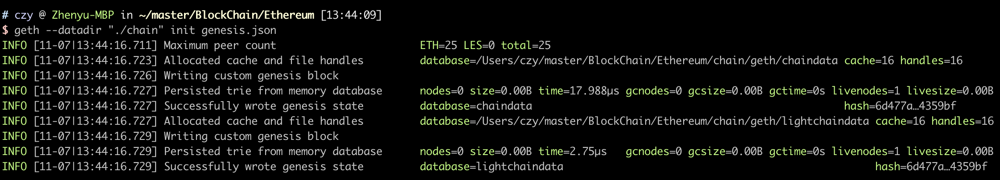 # czy @ Zhenyu-MBP in ~/master/BlockChain/Ethereum [13:44:09]
$ geth --datadir "./chain" init genesis.json
INFO [11-07|13:44:16.711] Maximum peer count                       ETH=25 LES=0 total=25
INFO [11-07|13:44:16.723] Allocated cache and file handles         database=/Users/czy/master/BlockChain/Ethereum/chain/geth/chaindata cache=16 handles=16
INFO [11-07|13:44:16.726] Writing custom genesis block
INFO [11-07|13:44:16.727] Persisted trie from memory database      nodes=0 size=0.00B time=17.988µs gcnodes=0 gcsize=0.00B gctime=0s livenodes=1 livesize=0.00B
INFO [11-07|13:44:16.727] Successfully wrote genesis state         database=chaindata                                                  hash=6d477a…4359bf
INFO [11-07|13:44:16.727] Allocated cache and file handles         database=/Users/czy/master/BlockChain/Ethereum/chain/geth/lightchaindata cache=16 handles=16
INFO [11-07|13:44:16.729] Writing custom genesis block
INFO [11-07|13:44:16.729] Persisted trie from memory database      nodes=0 size=0.00B time=2.75µs   gcnodes=0 gcsize=0.00B gctime=0s livenodes=1 livesize=0.00B
INFO [11-07|13:44:16.729] Successfully wrote genesis state         database=lightchaindata                                                  hash=6d477a…4359bf